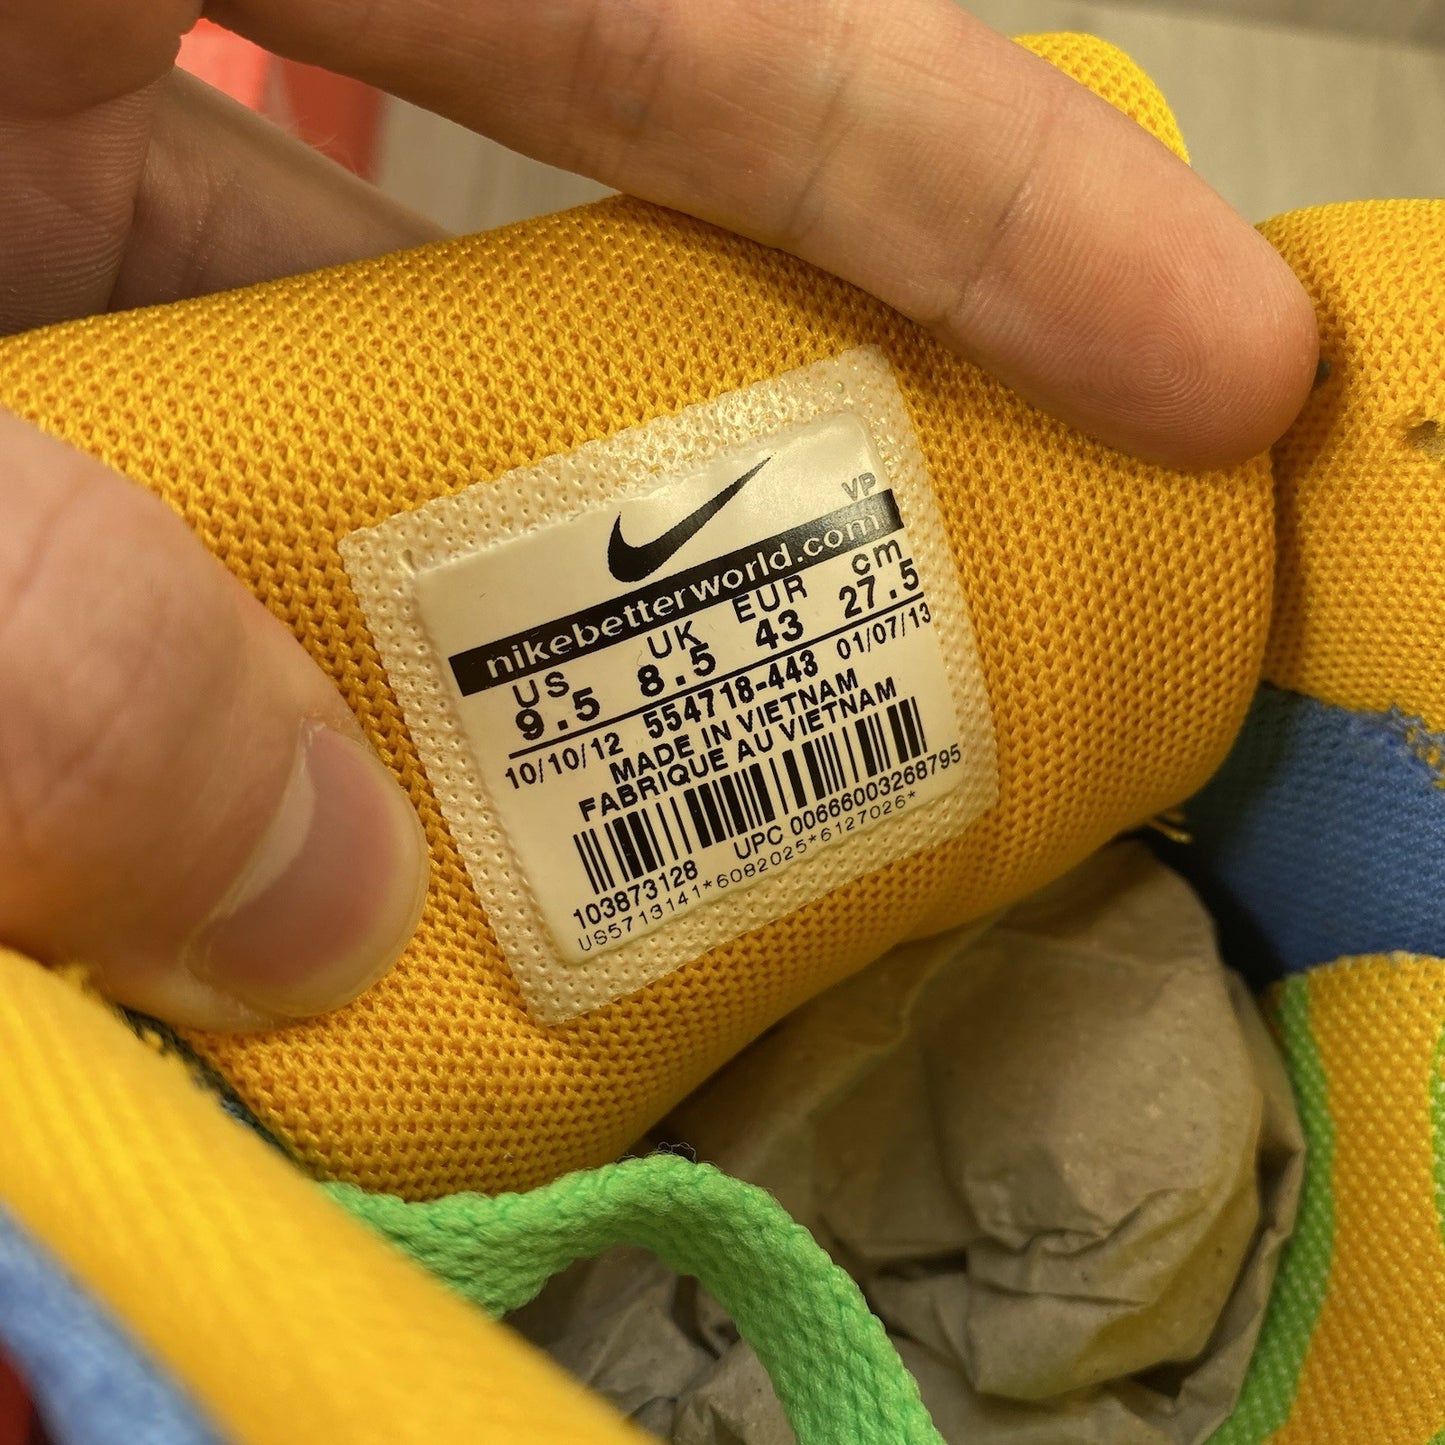 VP
nikebetterworld.com
US UK EUR cm
9.5 8.5 43 27.5
10/10/12 554718-443 01/07/13
MADE IN VIETNAM
FABRIQUE AU VIETNAM
103873128 UPC 00666003268795
US5713141*6082025*6127026*